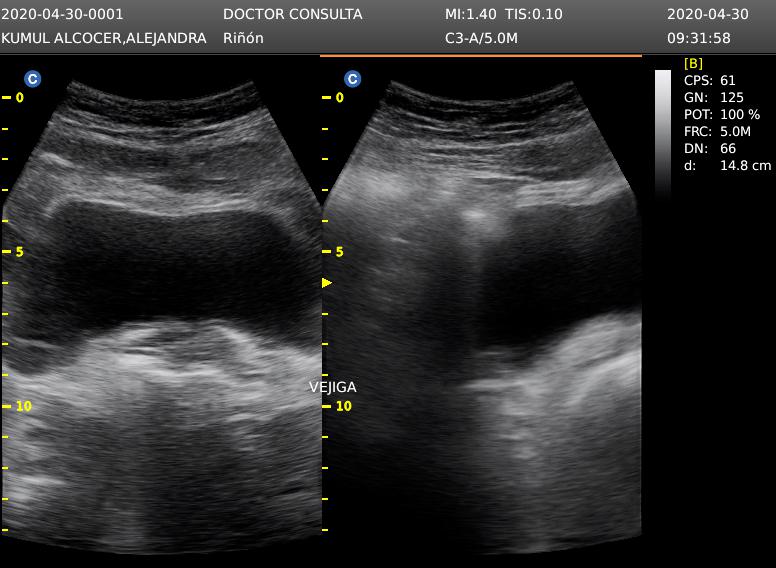 2020-04-30-0001 DOCTOR CONSULTA MI:1.40 TIS:0.10 2020-04-30
KUMUL ALCOCER,ALEJANDRA Riñón 09:31:58
C C
[B]
CPS: 61
GN: 125
POT: 100 %
FRC: 5.0M
DN: 66
d: 14.8 cm
C3-A/5.0M
0 0
5 5
VEJIGA
10 10